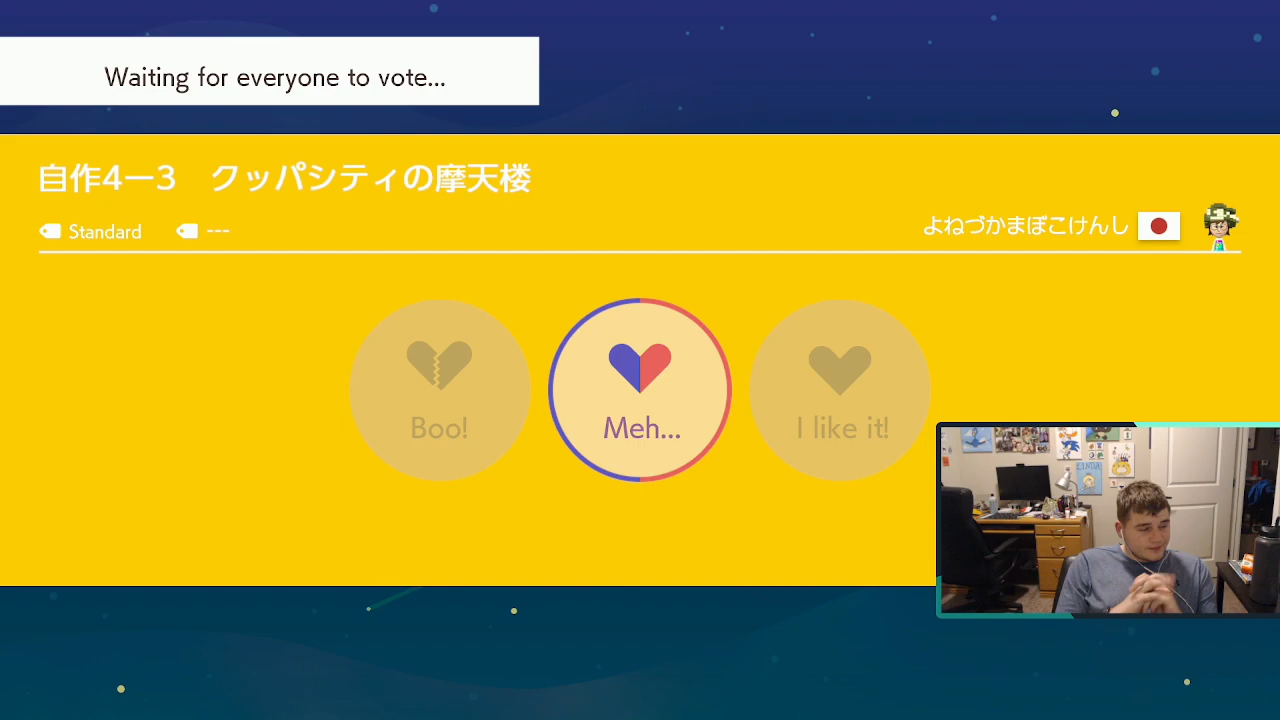 Waiting for everyone to vote...
自作4ー3　クッパシティの摩天楼
Standard
---
よねづかまぼこけんし
Boo!
Meh...
I like it!
LINDA